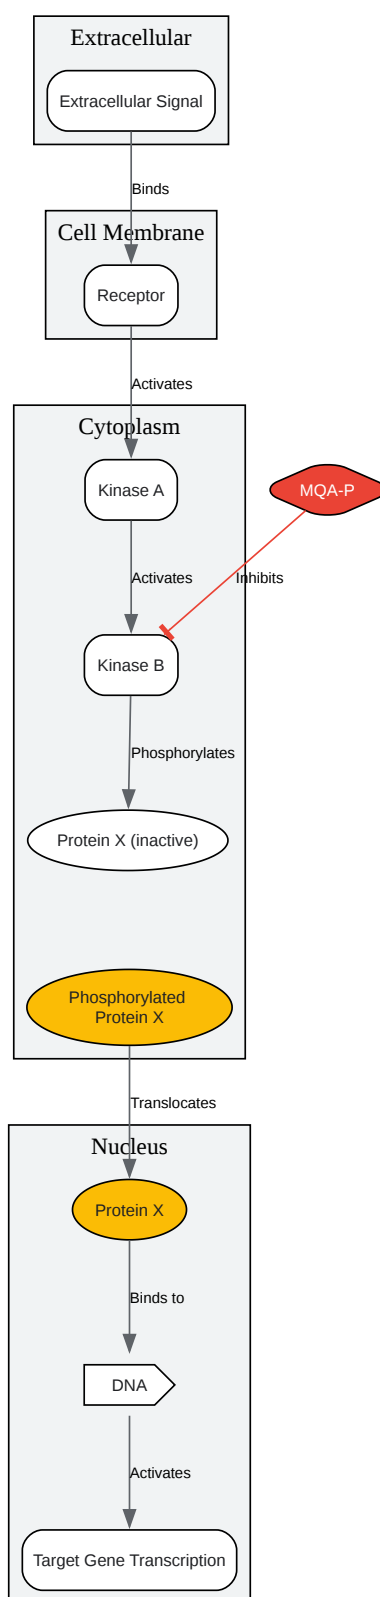 Extracellular
Extracellular Signal
Binds
Cell Membrane
Receptor
Activates
Cytoplasm
Kinase A
MQA-P
Activates
Inhibits
Kinase B
Phosphorylates
Protein X (inactive)
Phosphorylated
Protein X
Translocates
Nucleus
Protein X
Binds to
DNA
Activates
Target Gene Transcription